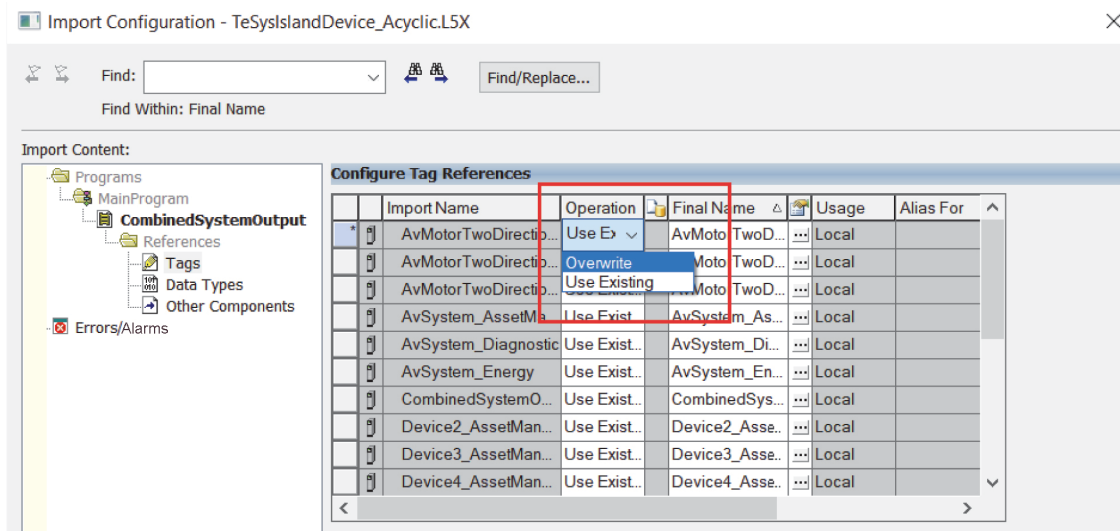 Import Configuration - TeSysIslandDevice_Acyclic.L5X
Find:
Find/Replace...
Find Within: Final Name
Import Content:
Programs
MainProgram
CombinedSystemOutput
References
Tags
Data Types
Other Components
Errors/Alarms
Configure Tag References
Import Name Operation Final Name Usage Alias For
* AvMotorTwoDirectio... Use Ex AvMotorTwoD... ... Local
AvMotorTwoDirectio... Overwrite MotorTwoD... ... Local
AvMotorTwoDirectio... Use Existing MotorTwoD... ... Local
AvSystem_AssetMa... Use Exist... AvSystem_As... ... Local
AvSystem_Diagnostic Use Exist... AvSystem_Di... ... Local
AvSystem_Energy Use Exist... AvSystem_En... ... Local
CombinedSystemO... Use Exist... CombinedSys... ... Local
Device2_AssetMan... Use Exist... Device2_Asse... ... Local
Device3_AssetMan... Use Exist... Device3_Asse... ... Local
Device4_AssetMan... Use Exist... Device4_Asse... ... Local